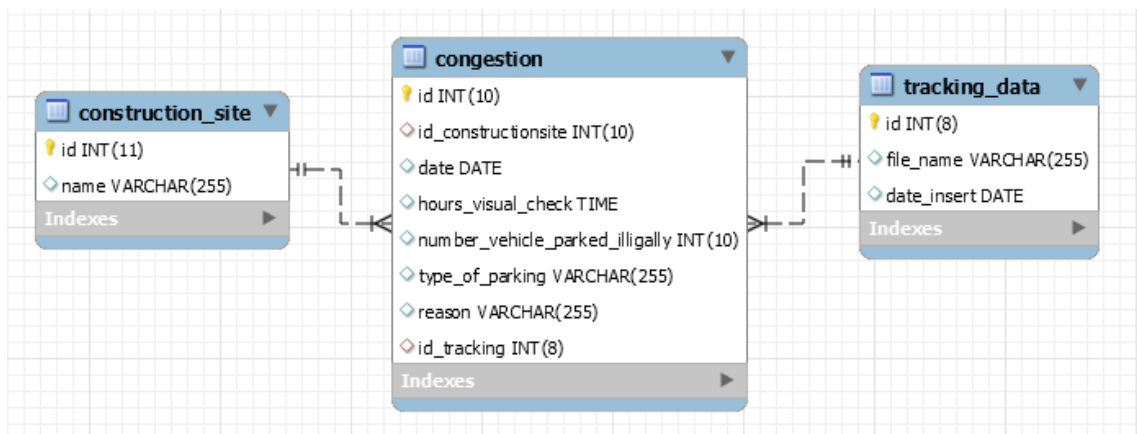 construction_site
id INT(11)
name VARCHAR(255)
Indexes
congestion
id INT(10)
id_constructionsite INT(10)
date DATE
hours_visual_check TIME
number_vehicle_parked_illigally INT(10)
type_of_parking VARCHAR(255)
reason VARCHAR(255)
id_tracking INT(8)
Indexes
tracking_data
id INT(8)
file_name VARCHAR(255)
date_insert DATE
Indexes